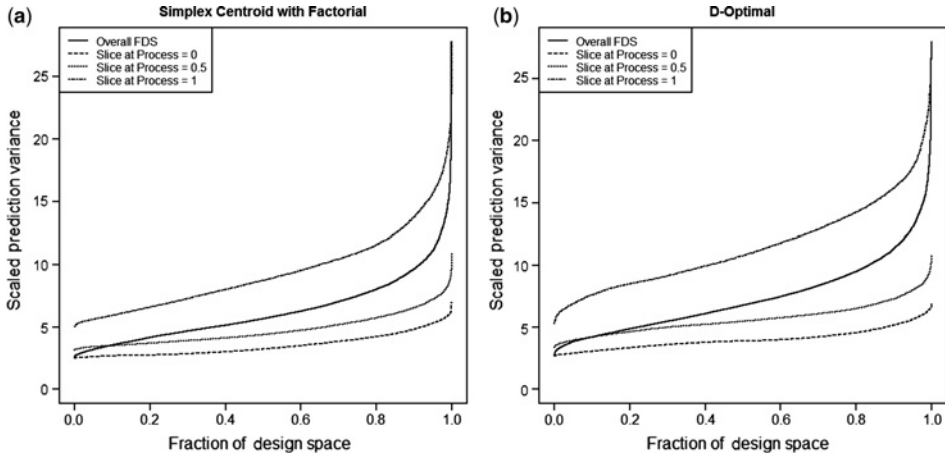 (a)
Simplex Centroid with Factorial
Overall FDS
Slice at Process = 0
Slice at Process = 0.5
Slice at Process = 1
Scaled prediction variance
25
20
15
10
5
0
0.0 0.2 0.4 0.6 0.8 1.0
Fraction of design space
(b)
D-Optimal
Overall FDS
Slice at Process = 0
Slice at Process = 0.5
Slice at Process = 1
Scaled prediction variance
25
20
15
10
5
0
0.0 0.2 0.4 0.6 0.8 1.0
Fraction of design space